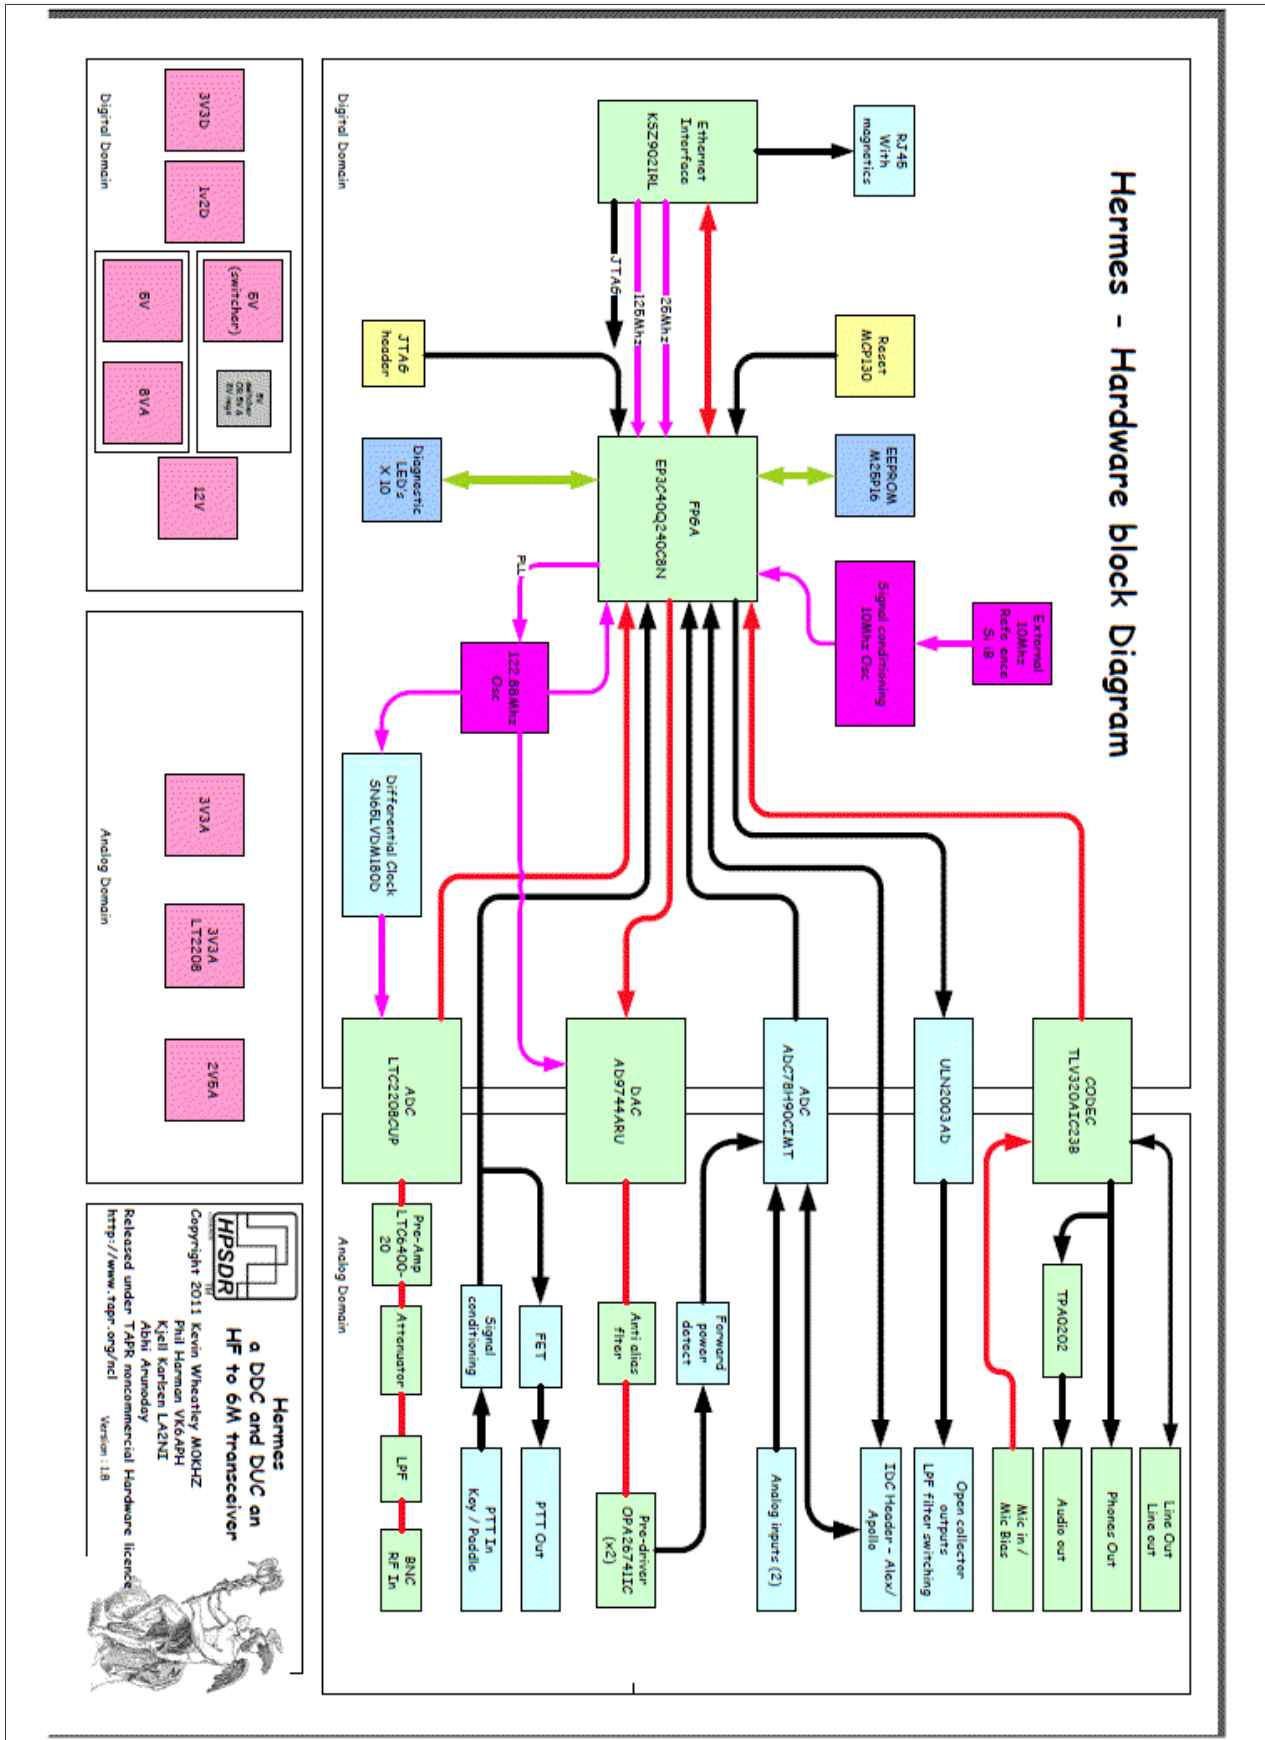 Hermes - Hardware block Diagram
RJ45
With
magnetics
Ethernet
Interface
KSZ9021RL
JTAG
125Mhz
25Mhz
Reset
MCP130
JTAG
header
EEPROM
M25P16
FPGA
EP3C40Q240C8N
Diagnostic
LED's
X 10
External
10Mhz
Signal conditioning
10Mhz Osc
PLL
122.88Mhz
Osc
Differential Clock
SN65LVDM180D
CODEC
TLV320AIC23B
ULN2003AD
ADC
ADC78H90CIMT
DAC
AD9744ARU
ADC
LTC2208CUP
TPA0202
Forward
power
detect
Anti alias
filter
FET
Signal
conditioning
Pre-Amp
LTC6400-
20
Attenuator
LPF
BNC
RF In
PTT In
Key / Paddle
PTT Out
Pre-driver
OPA2674IIC
(x2)
Analog inputs (2)
IDC Header - Alex/
Apollo
Open collector
outputs
LPF filter switching
Mic in /
Mic Bias
Audio out
Phones Out
Line Out
Line out
Digital Domain
Analog Domain
3V3D
1v2D
5V
(switcher)
5V
8VA
12V
Digital Domain
3V3A
3V3A
LT2208
2V5A
Analog Domain
HPSDR
TM
Hermes
a DDC and DUC an
HF to 6M transceiver
Copyright 2011 Kevin Wheatley M0KHZ
Phil Harman VK6APH
Kjell Karlsen LA2NI
Abhi Arunoday
Released under TAPR noncommercial Hardware licence
http://www.tapr.org/ncl
Version : 1.8